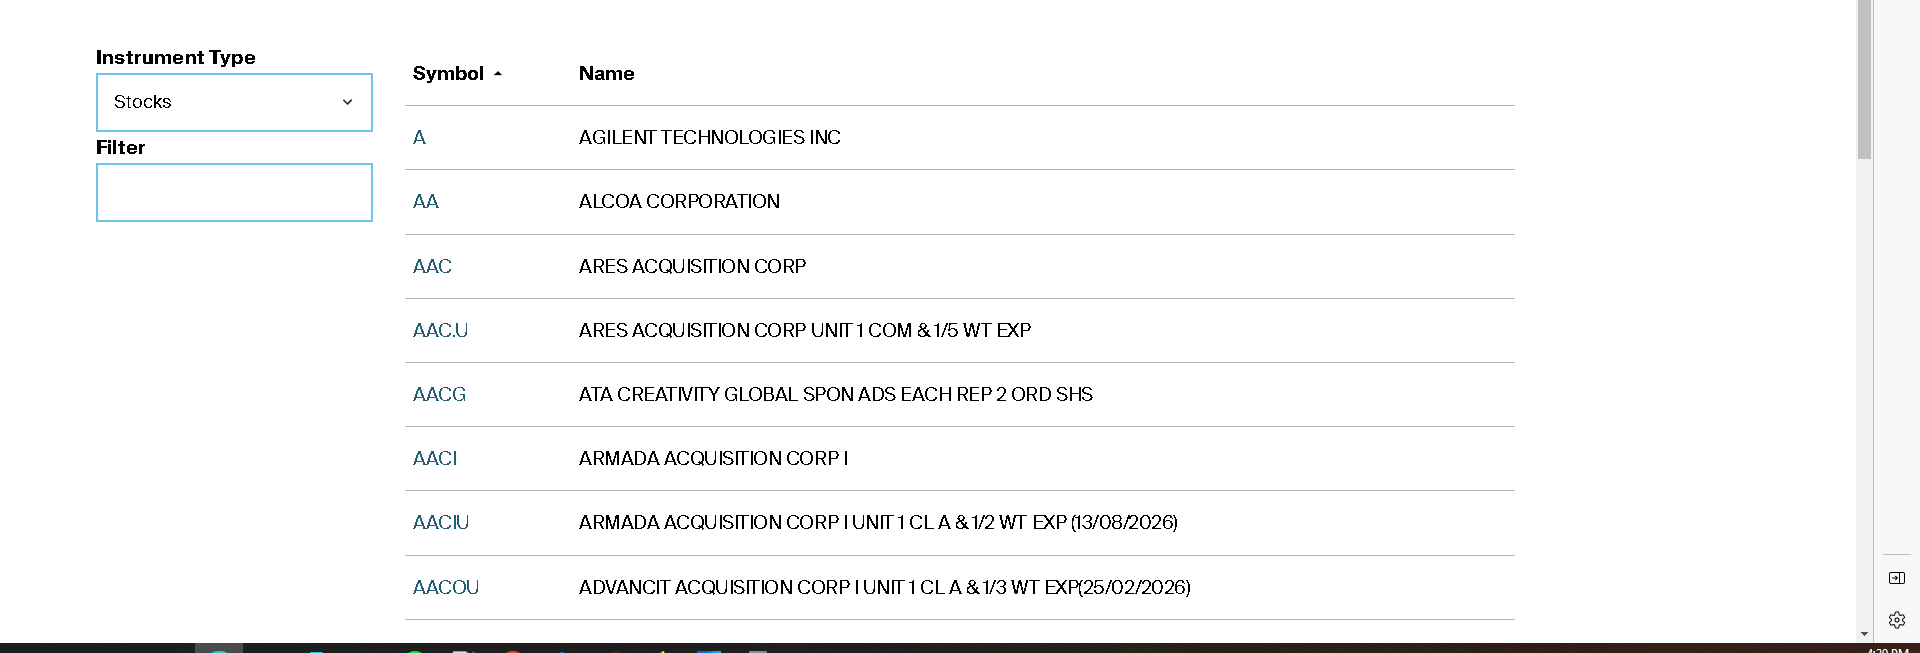 Instrument Type
Stocks
Filter
Symbol Name
A AGILENT TECHNOLOGIES INC
AA ALCOA CORPORATION
AAC ARES ACQUISITION CORP
AAC.U ARES ACQUISITION CORP UNIT 1 COM & 1/5 WT EXP
AACG ATA CREATIVITY GLOBAL SPON ADS EACH REP 2 ORD SHS
AACI ARMADA ACQUISITION CORP I
AACIU ARMADA ACQUISITION CORP I UNIT 1 CL A & 1/2 WT EXP (13/08/2026)
AACOU ADVANCIT ACQUISITION CORP I UNIT 1 CL A & 1/3 WT EXP(25/02/2026)